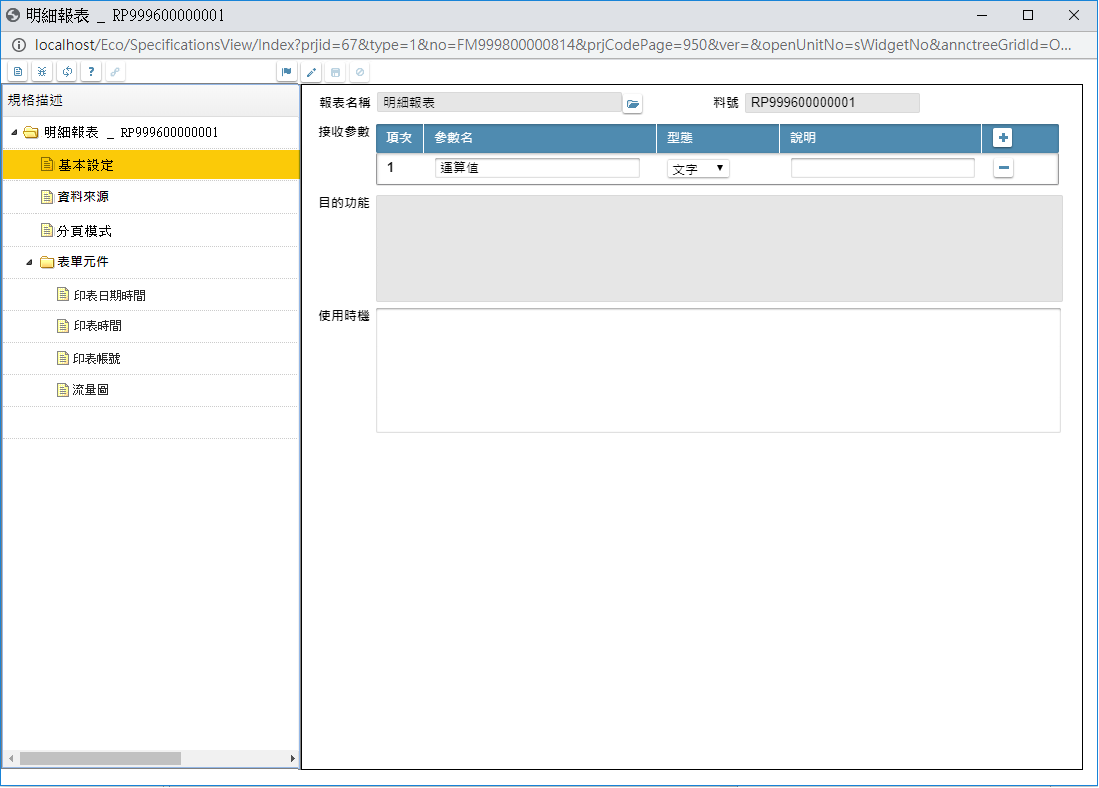 明細報表 _ RP999600000001
localhost/Eco/SpecificationsView/Index?prjid=67&type=1&no=FM999800000814&prjCodePage=950&ver=&openUnitNo=sWidgetNo&annctreeGridId=O...
?
規格描述
明細報表 _ RP999600000001
基本設定
資料來源
分頁模式
表單元件
印表日期時間
印表時間
印表帳號
流量圖
報表名稱 明細報表 料號 RP999600000001
接收參數 項次 參數名 型態 說明
1 運算值 文字
目的功能
使用時機